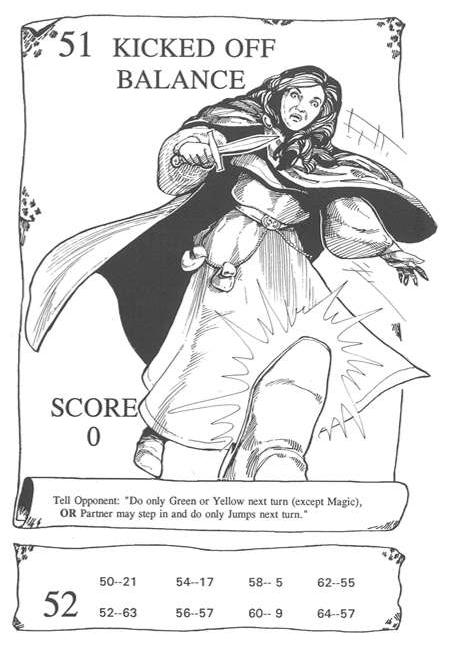 51 KICKED OFF
BALANCE
SCORE
0
Tell Opponent: "Do only Green or Yellow next turn (except Magic),
OR Partner may step in and do only Jumps next turn."
52
50--21 54--17 58-- 5 62--55
52--63 56--57 60-- 9 64--57